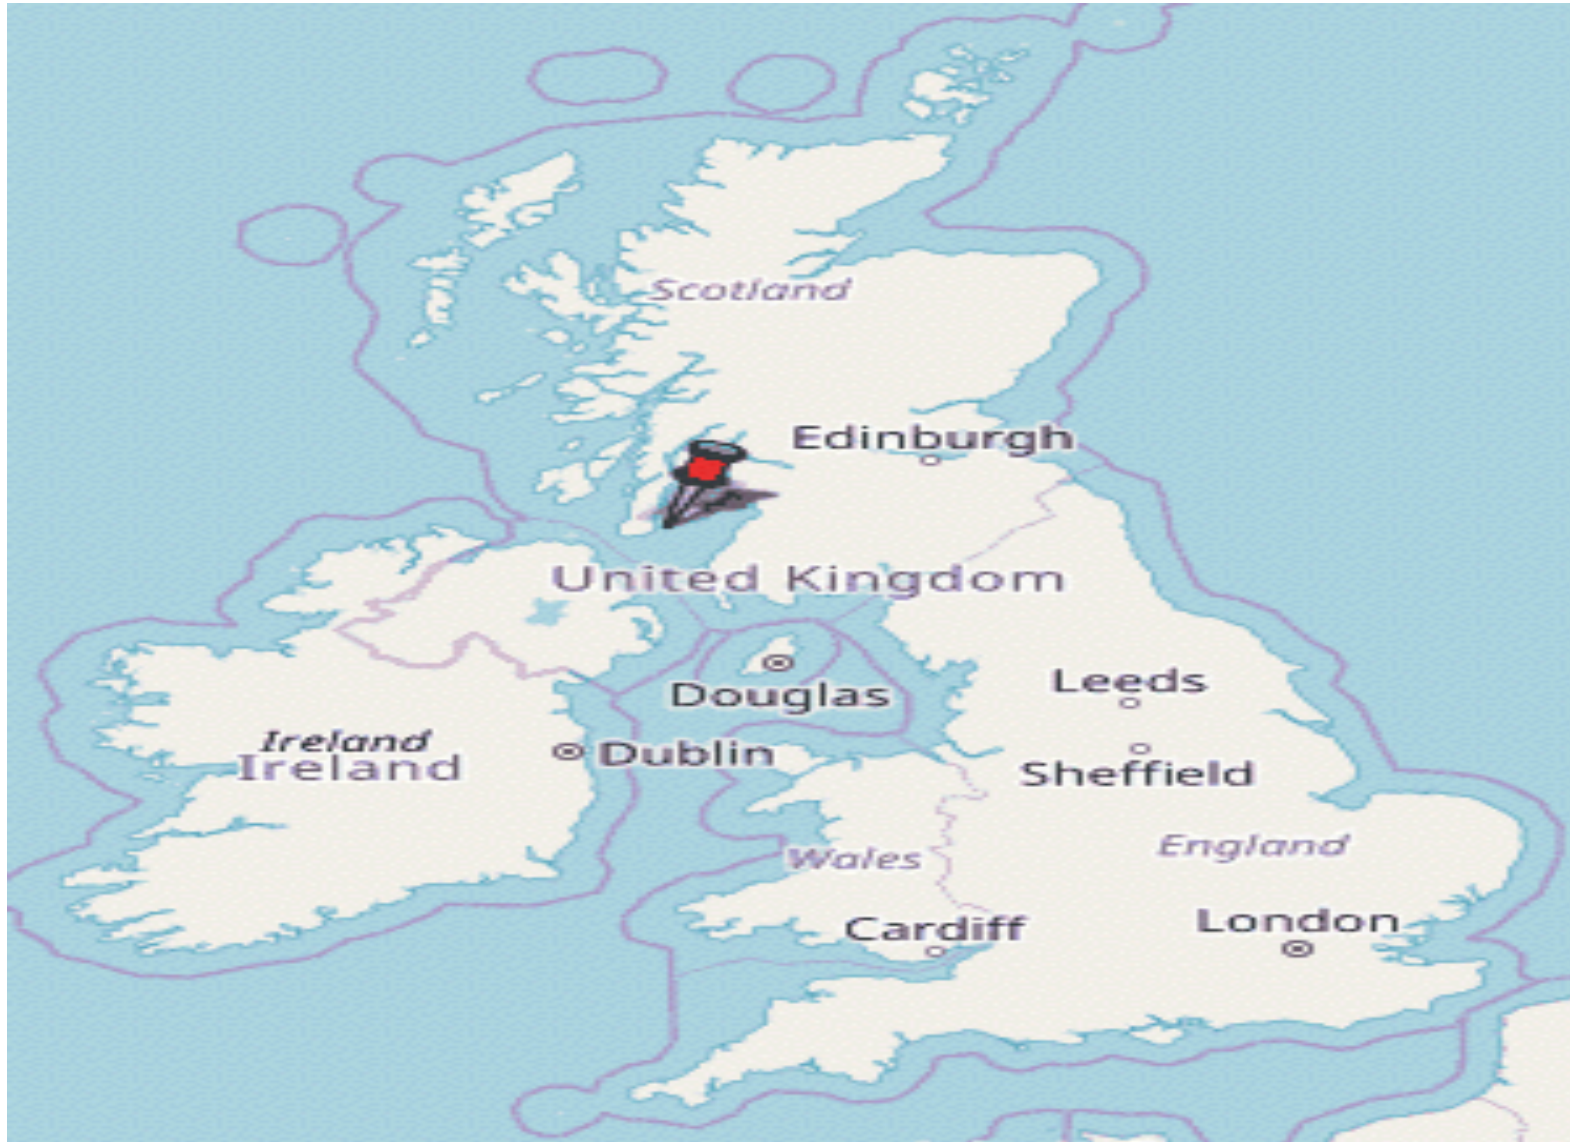 Scotland
Edinburgh
United Kingdom
Douglas
Leeds
Ireland
Ireland
Dublin
Sheffield
Wales
England
Cardiff
London